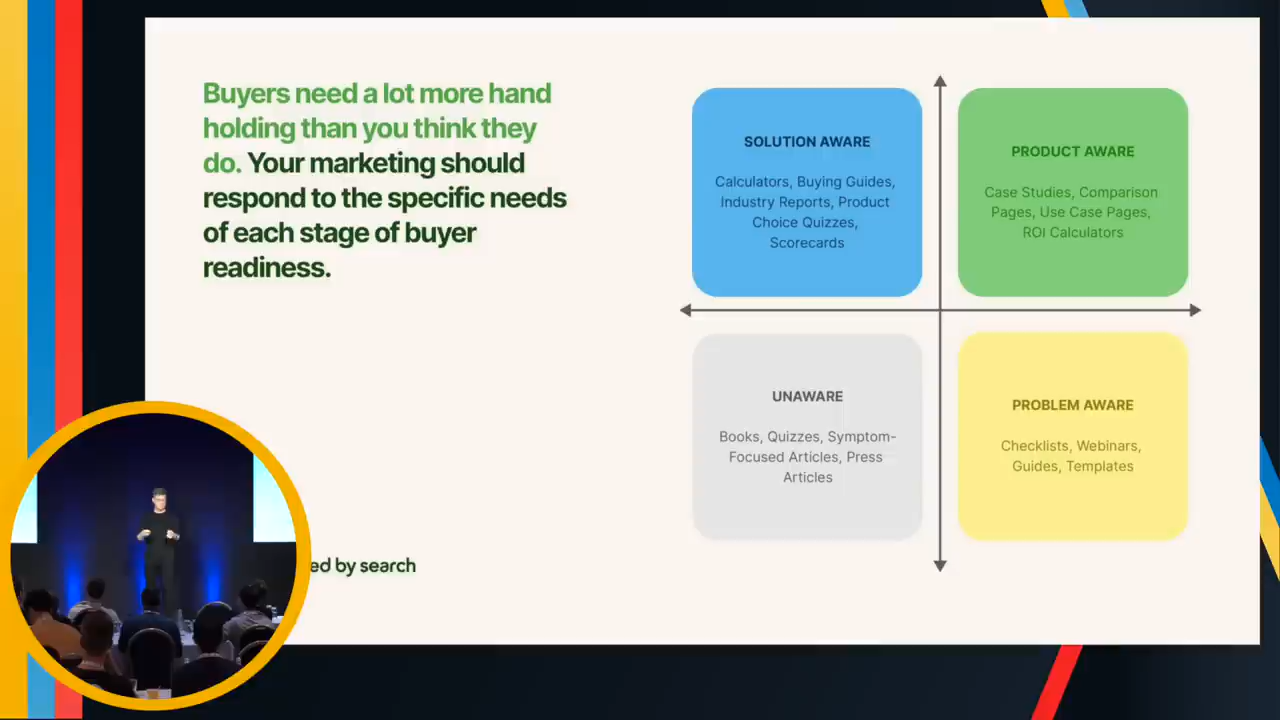 Buyers need a lot more hand
holding than you think they
do. Your marketing should
respond to the specific needs
of each stage of buyer
readiness.
SOLUTION AWARE
Calculators, Buying Guides,
Industry Reports, Product
Choice Quizzes,
Scorecards
PRODUCT AWARE
Case Studies, Comparison
Pages, Use Case Pages,
ROI Calculators
UNAWARE
Books, Quizzes, Symptom-
Focused Articles, Press
Articles
PROBLEM AWARE
Checklists, Webinars,
Guides, Templates
ed by search